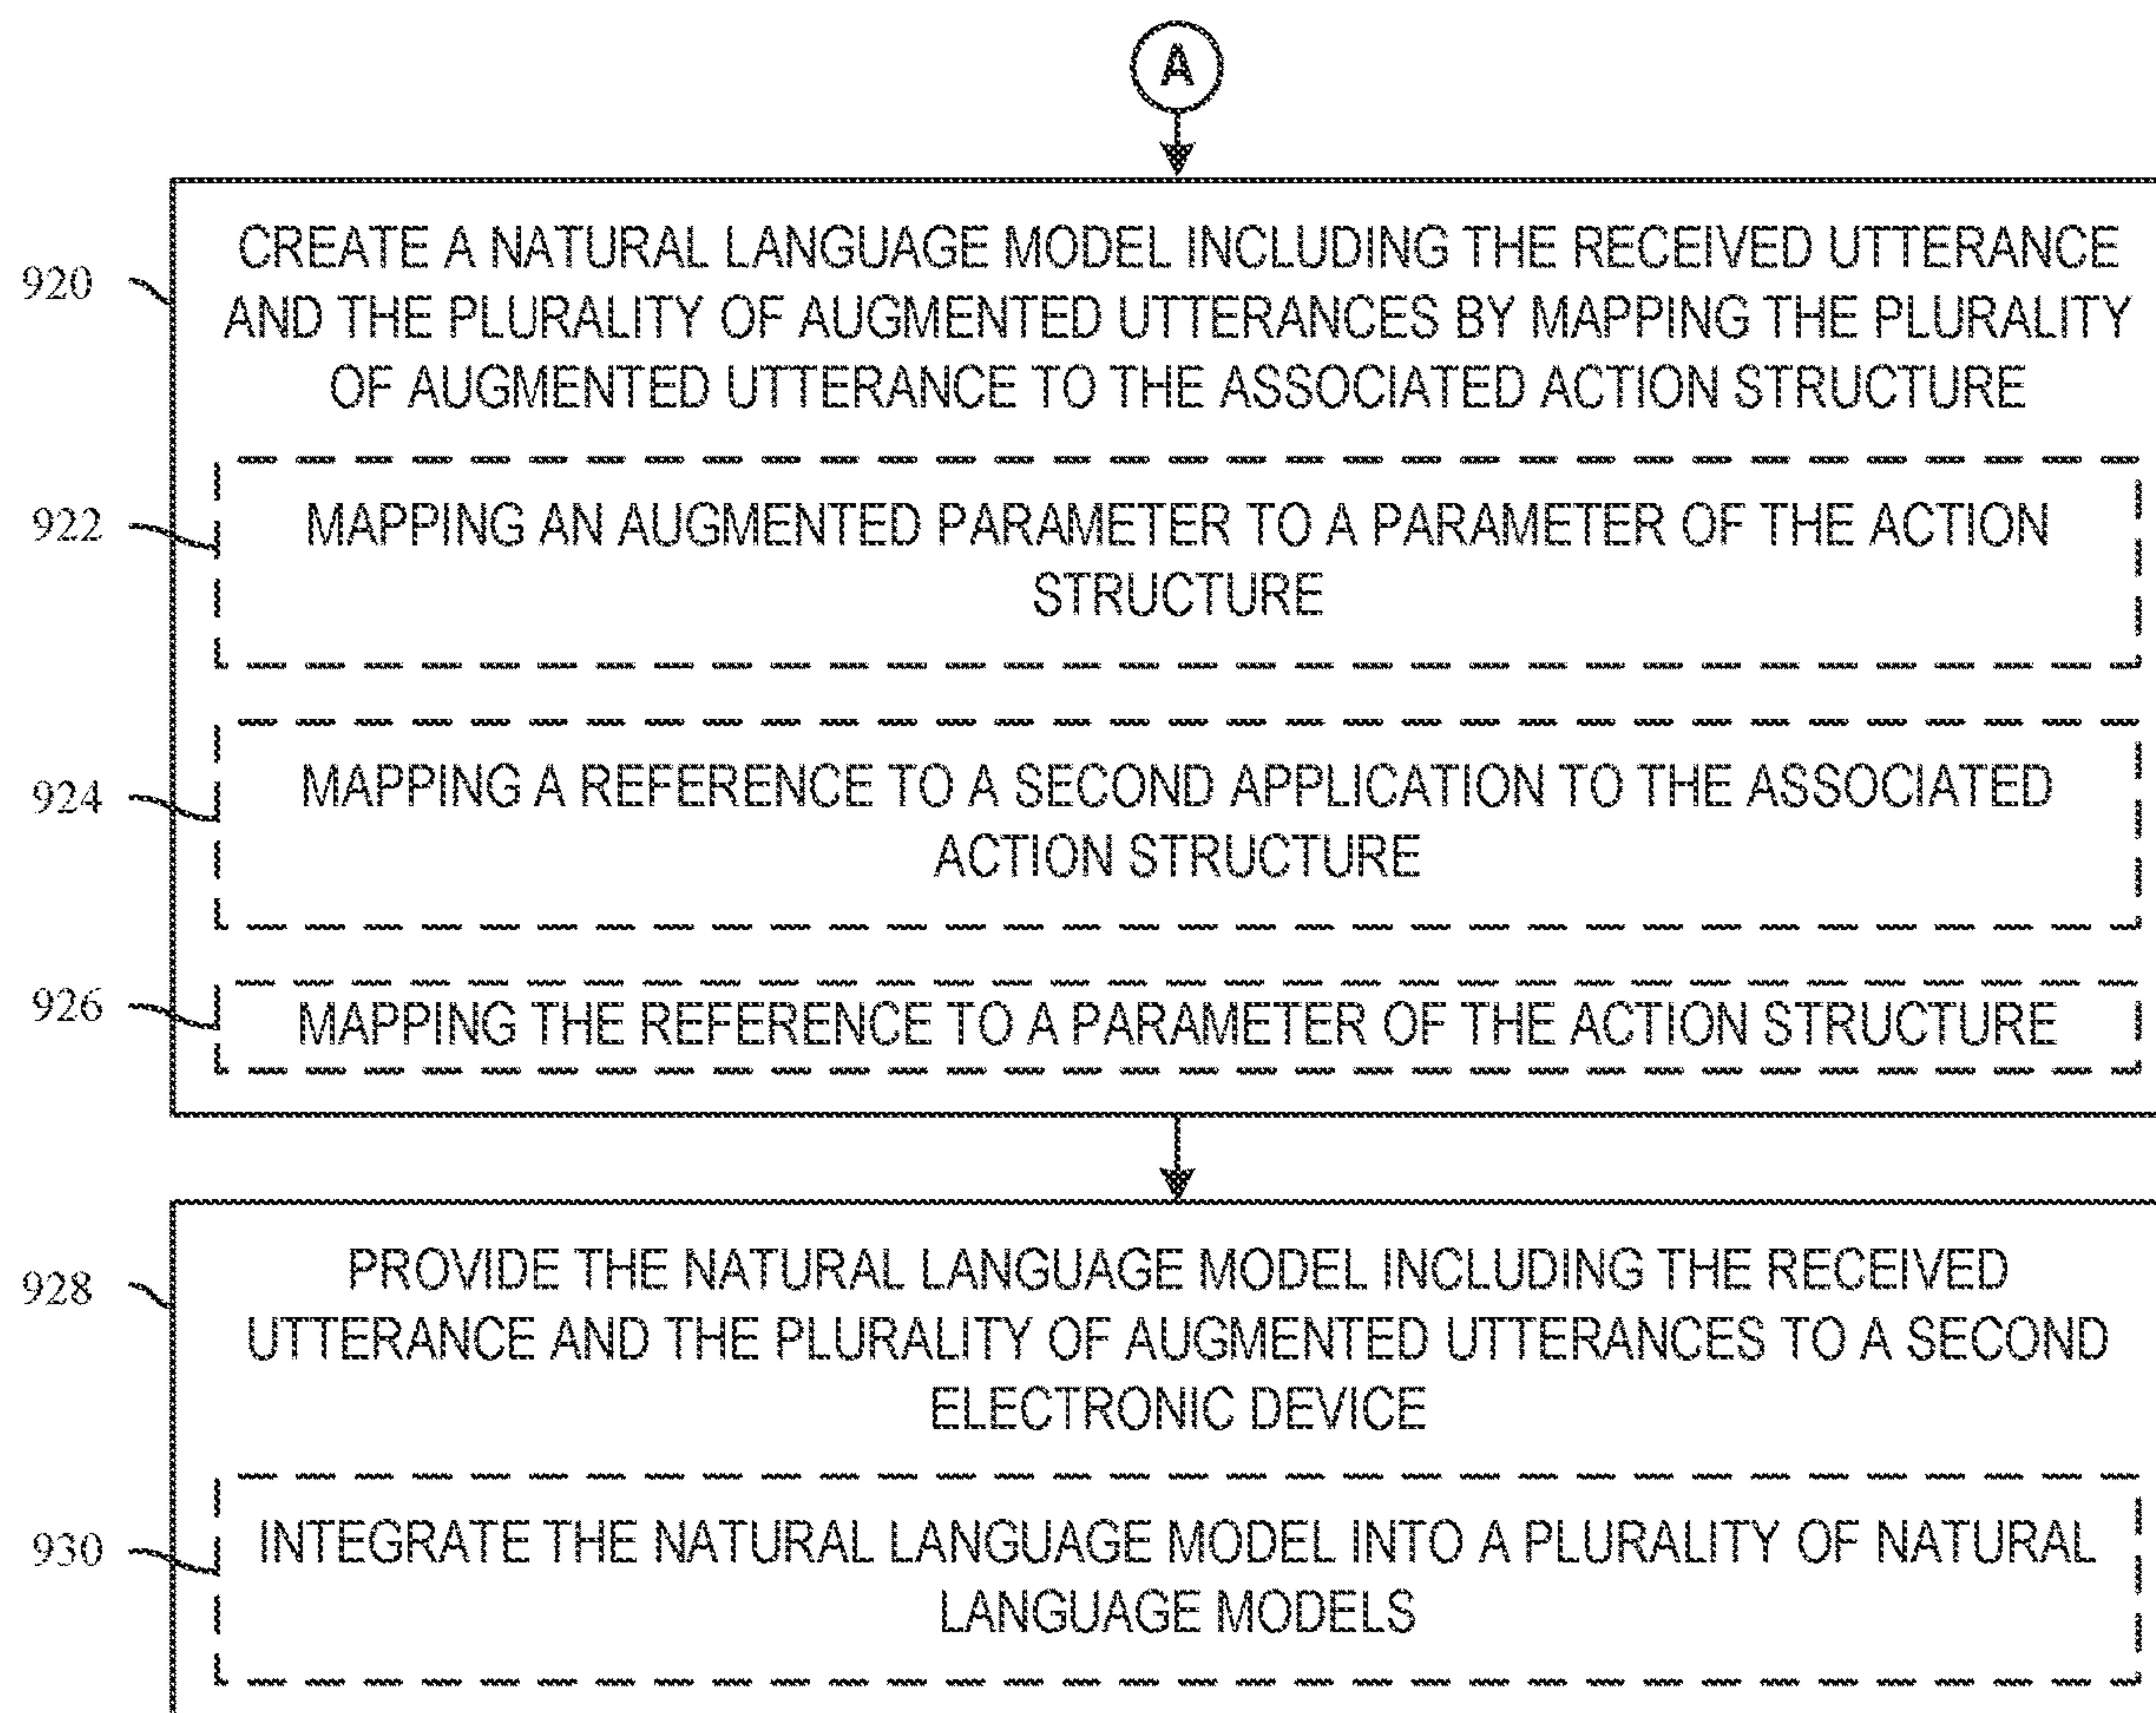 A
920
CREATE A NATURAL LANGUAGE MODEL INCLUDING THE RECEIVED UTTERANCE
AND THE PLURALITY OF AUGMENTED UTTERANCES BY MAPPING THE PLURALITY
OF AUGMENTED UTTERANCE TO THE ASSOCIATED ACTION STRUCTURE
922
MAPPING AN AUGMENTED PARAMETER TO A PARAMETER OF THE ACTION
STRUCTURE
924
MAPPING A REFERENCE TO A SECOND APPLICATION TO THE ASSOCIATED
ACTION STRUCTURE
926
MAPPING THE REFERENCE TO A PARAMETER OF THE ACTION STRUCTURE
928
PROVIDE THE NATURAL LANGUAGE MODEL INCLUDING THE RECEIVED
UTTERANCE AND THE PLURALITY OF AUGMENTED UTTERANCES TO A SECOND
ELECTRONIC DEVICE
930
INTEGRATE THE NATURAL LANGUAGE MODEL INTO A PLURALITY OF NATURAL
LANGUAGE MODELS